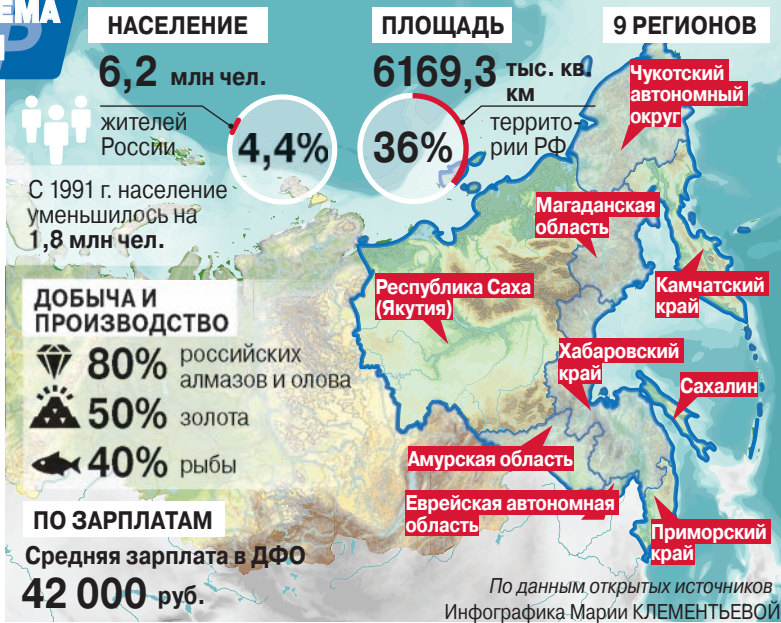 ЕМА
НАСЕЛЕНИЕ
6,2 млн чел.
жителей
России
4,4%
С 1991 г. население
уменьшилось на
1,8 млн чел.
ПЛОЩАДЬ
6169,3 тыс. кв.
км
36%
террито-
рии РФ
9 РЕГИОНОВ
Чукотский
автономный
округ
Магаданская
область
Республика Саха
(Якутия)
Камчатский
край
Хабаровский
край
Сахалин
Амурская область
Еврейская автономная
область
Приморский
край
ДОБЫЧА И
ПРОИЗВОДСТВО
80% российских
алмазов и олова
50% золота
40% рыбы
ПО ЗАРПЛАТАМ
Средняя зарплата в ДФО
42 000 руб.
По данным открытых источников
Инфографика Марии КЛЕМЕНТЬЕВОЙ